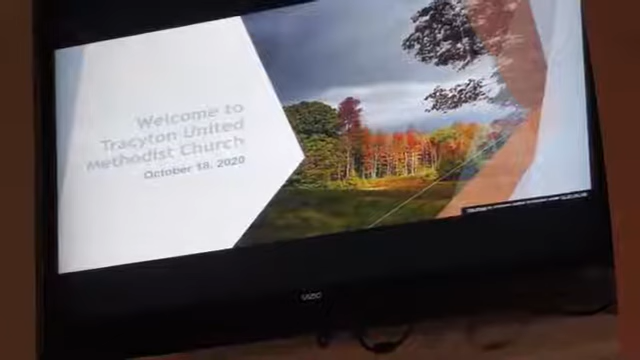 Welcome to
Tracyton United
Methodist Church
October 18, 2020
VIZIO